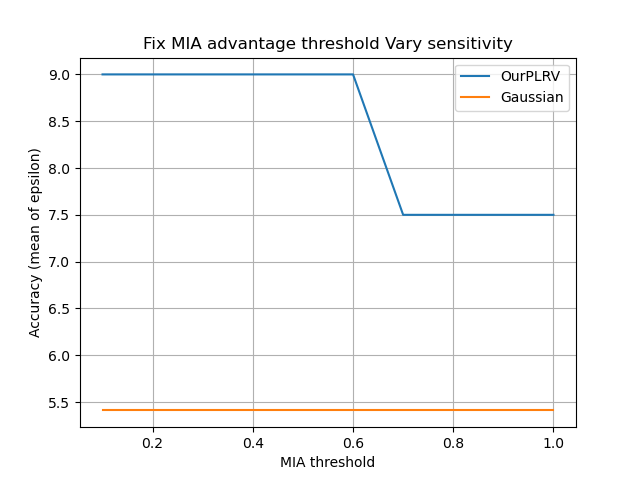 Fix MIA advantage threshold Vary sensitivity
OurPLRV
Gaussian
Accuracy (mean of epsilon)
9.0
8.5
8.0
7.5
7.0
6.5
6.0
5.5
0.2 0.4 0.6 0.8 1.0
MIA threshold